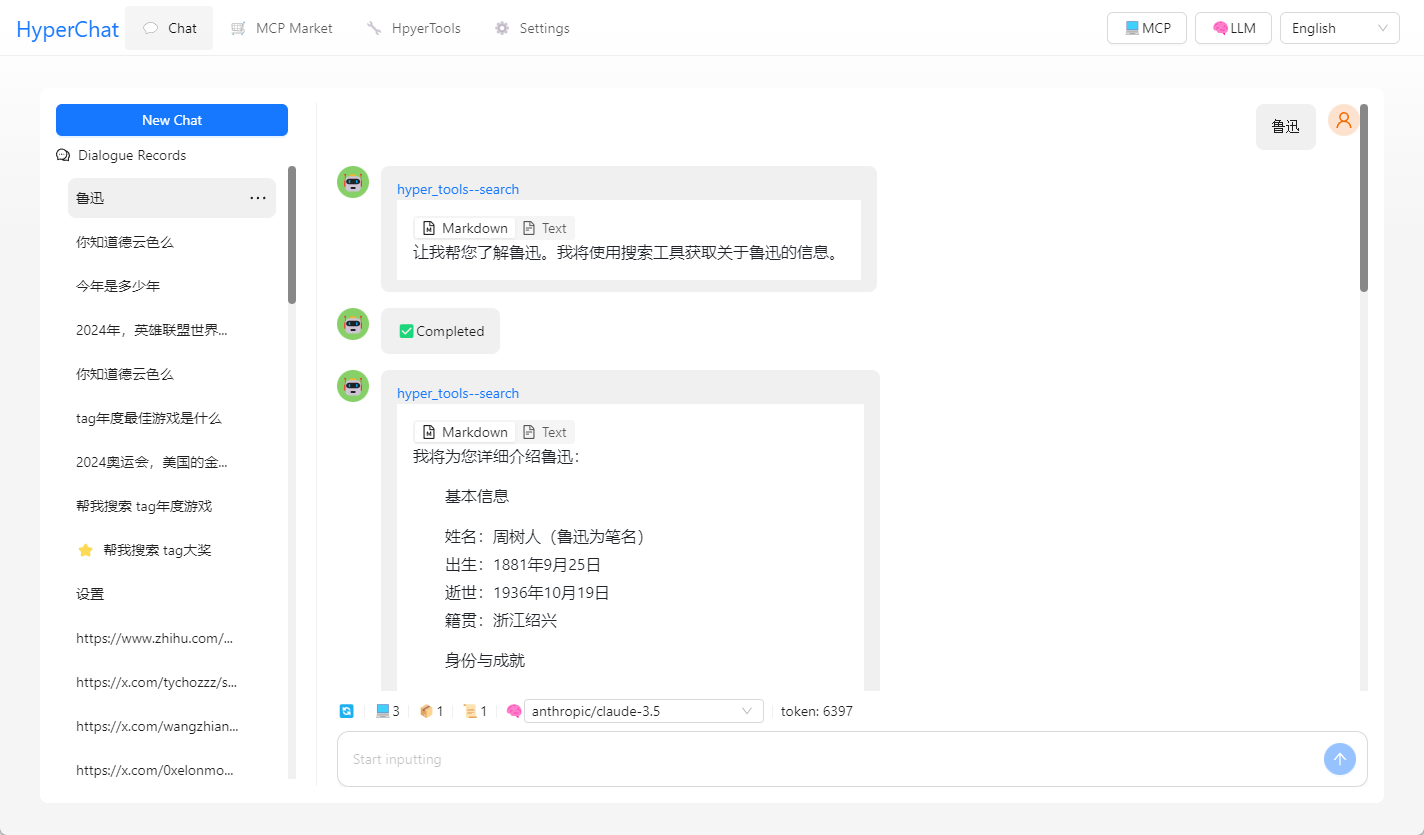 HyperChat
Chat
MCP Market
HpyerTools
Settings
MCP
LLM
English
New Chat
Dialogue Records
鲁迅
你知道德云色么
今年是多少年
2024年，英雄联盟世界...
你知道德云色么
tag年度最佳游戏是什么
2024奥运会，美国的金...
帮我搜索 tag年度游戏
帮我搜索 tag大奖
设置
https://www.zhihu.com/...
https://x.com/tychozzz/s...
https://x.com/wangzhian...
https://x.com/0xelonmo...
鲁迅
hyper_tools--search
Markdown
Text
让我帮您了解鲁迅。我将使用搜索工具获取关于鲁迅的信息。
Completed
hyper_tools--search
Markdown
Text
我将为您详细介绍鲁迅：
基本信息
姓名：周树人（鲁迅为笔名）
出生：1881年9月25日
逝世：1936年10月19日
籍贯：浙江绍兴
身份与成就
3
1
1
anthropic/claude-3.5
token: 6397
Start inputting